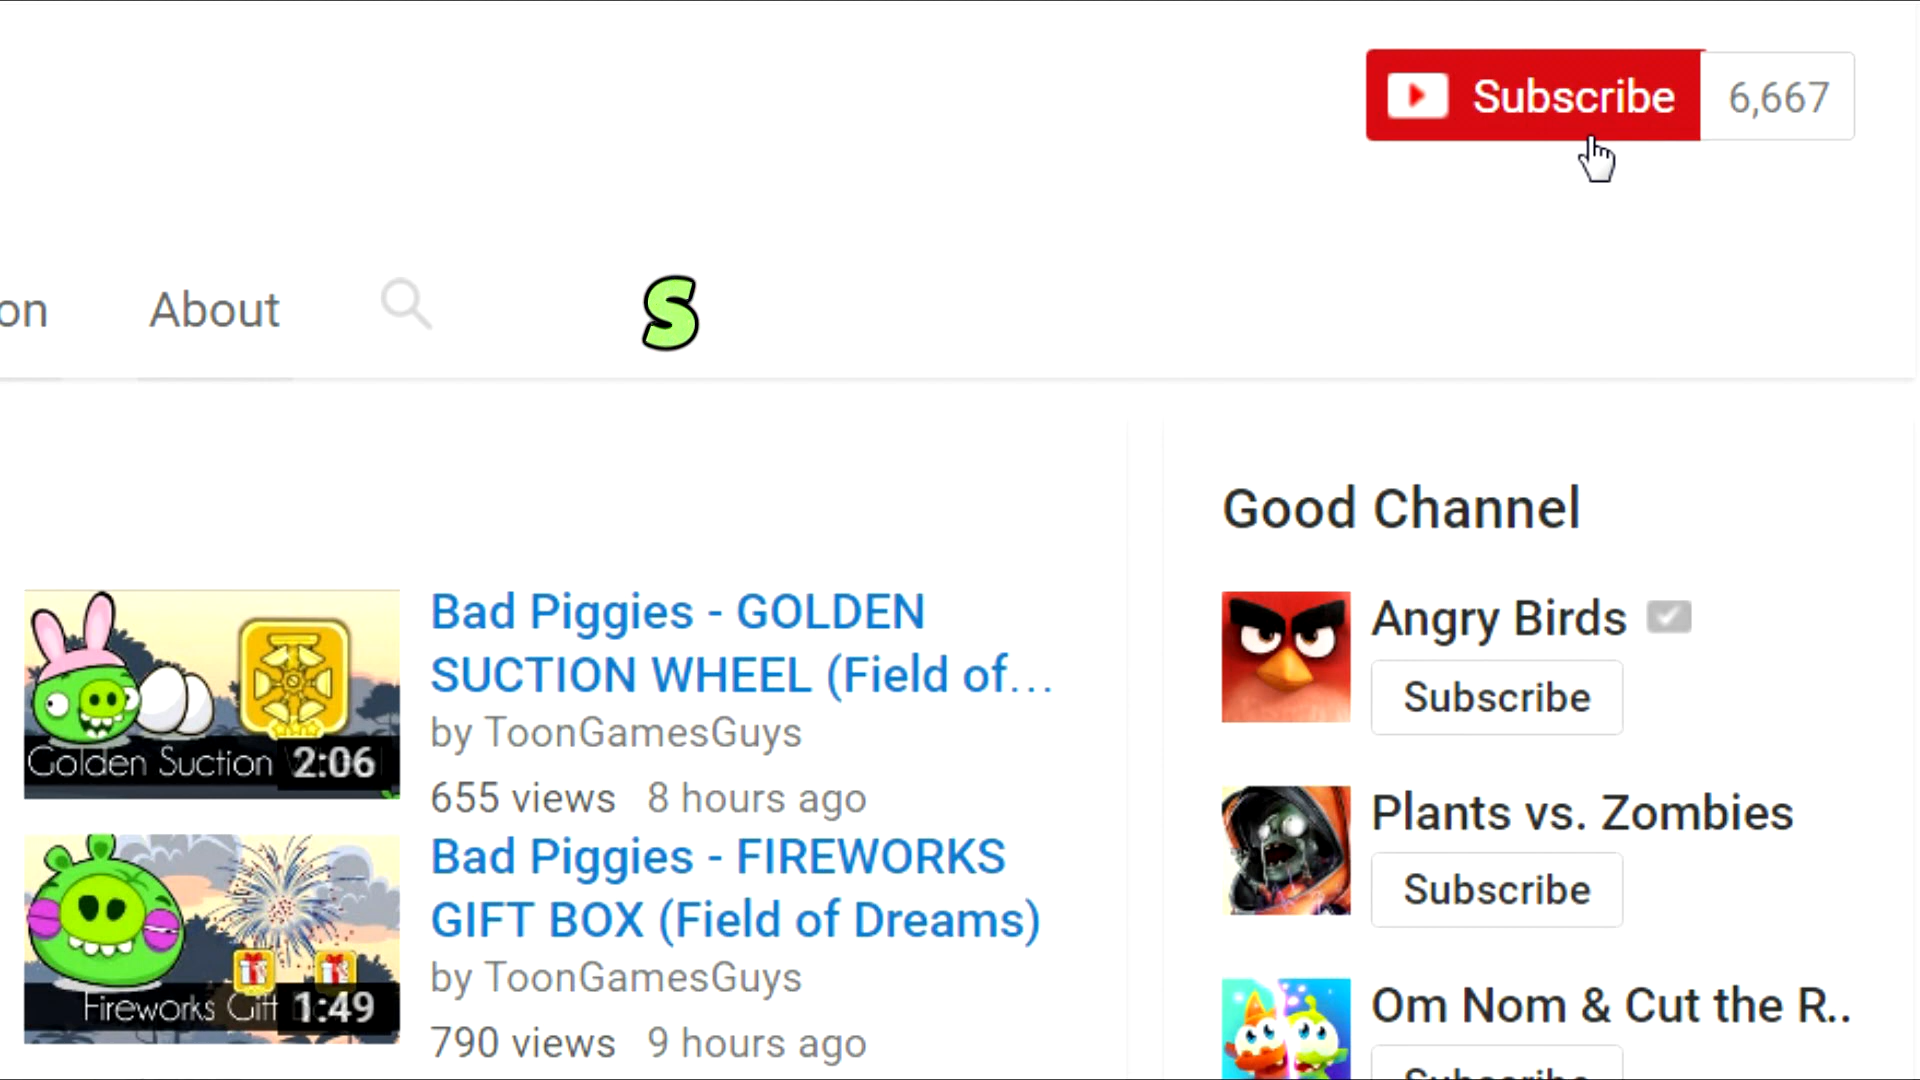 Subscribe 6,667
on About
S
Good Channel
Bad Piggies - GOLDEN
SUCTION WHEEL (Field of...
by ToonGamesGuys
655 views 8 hours ago
Golden Suction
2:06
Bad Piggies - FIREWORKS
GIFT BOX (Field of Dreams)
by ToonGamesGuys
790 views 9 hours ago
Fireworks Gift
1:49
Angry Birds
Subscribe
Plants vs. Zombies
Subscribe
Om Nom & Cut the R..
Subscribe